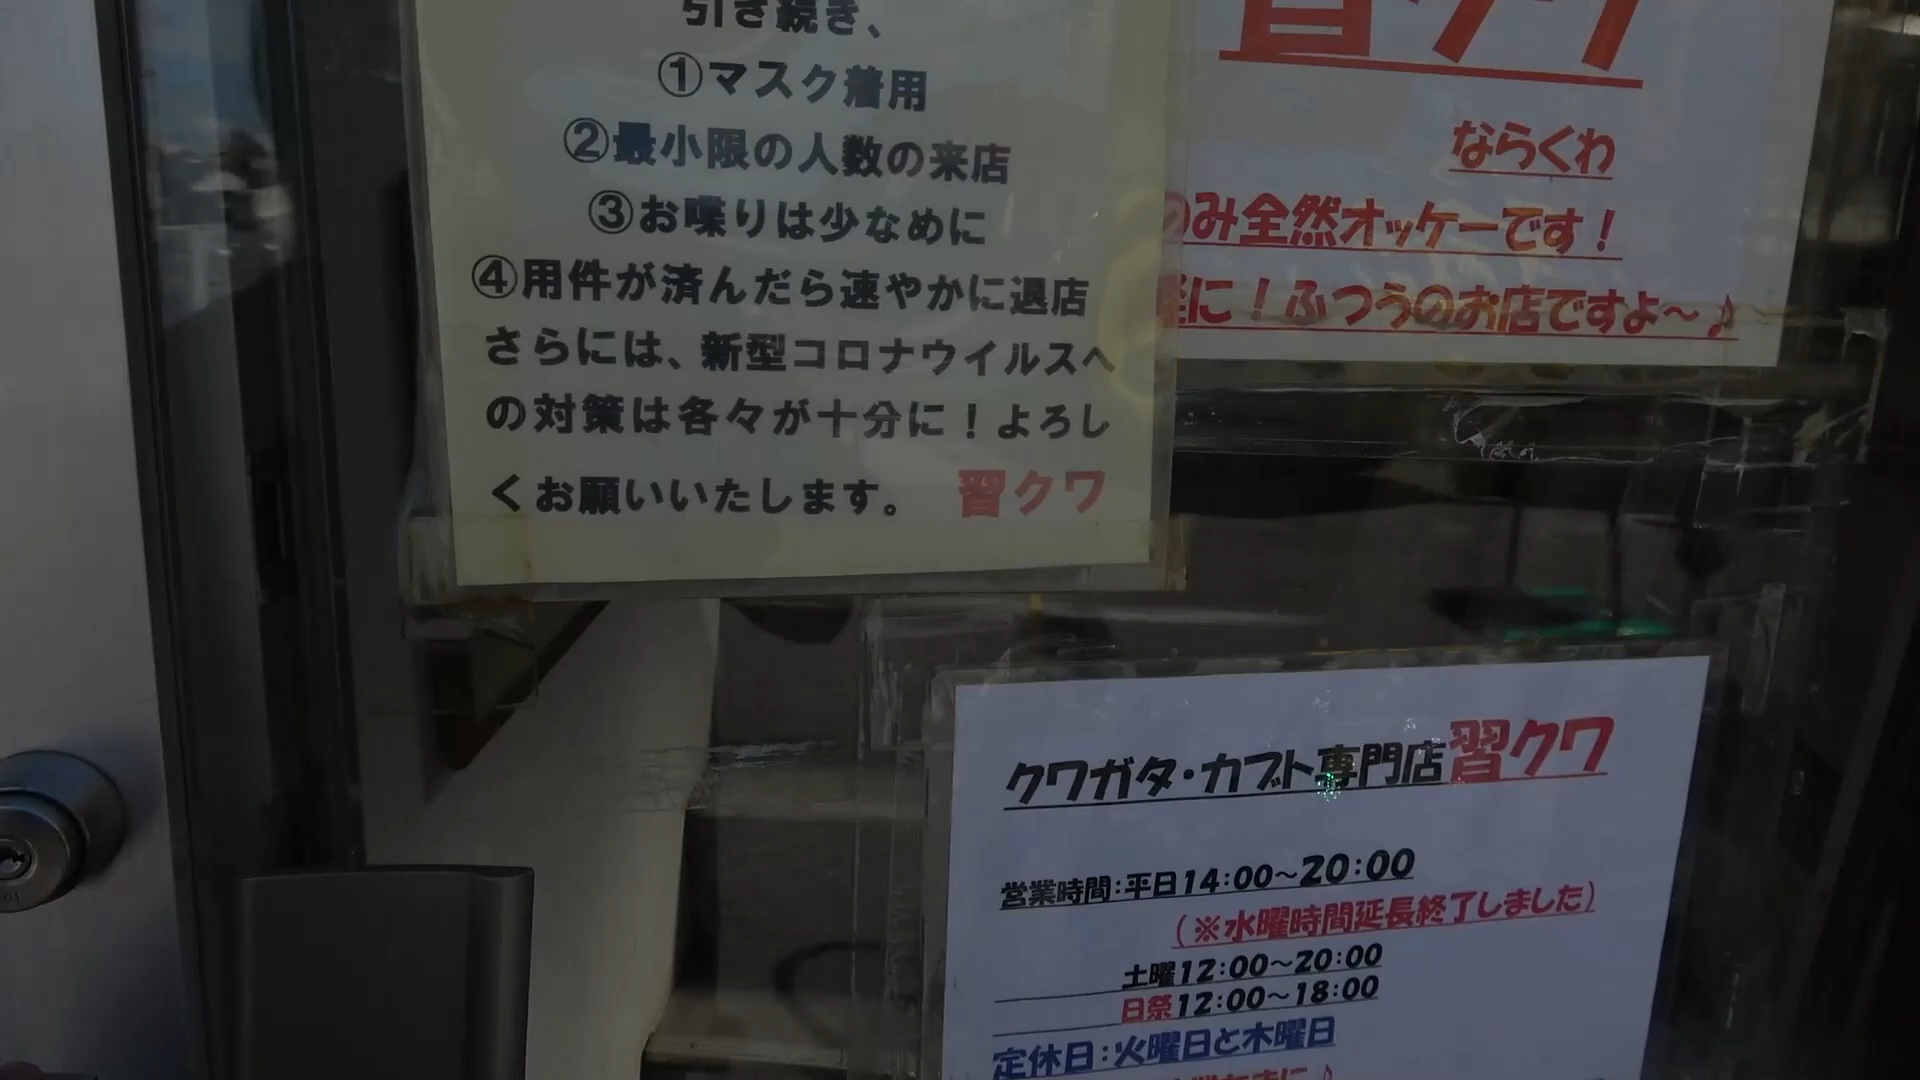 引き続き、
①マスク着用
②最小限の人数の来店
③お喋りは少なめに
④用件が済んだら速やかに退店
さらには、新型コロナウイルスへ
の対策は各々が十分に！よろし
くお願いいたします。 習クワ
習クワ
ならくわ
のみ全然オッケーです！
軽に！ふつうのお店ですよ～♪
クワガタ・カブト専門店習クワ
営業時間：平日14:00～20:00
（※水曜時間延長終了しました）
土曜12:00～20:00
日祭12:00～18:00
定休日：火曜日と木曜日